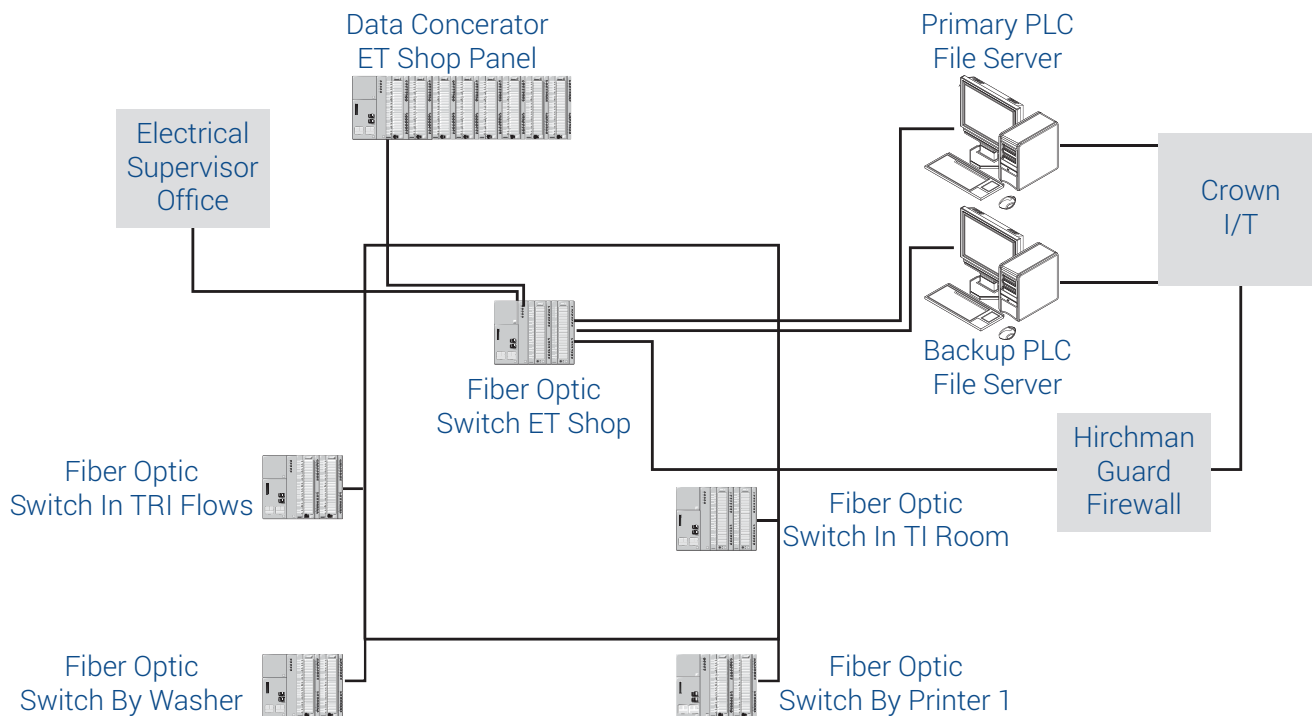 Data Concerator
ET Shop Panel
Primary PLC
File Server
Electrical
Supervisor
Office
Crown
I/T
Backup PLC
File Server
Fiber Optic
Switch ET Shop
Hirchman
Guard
Firewall
Fiber Optic
Switch In TRI Flows
Fiber Optic
Switch In TI Room
Fiber Optic
Switch By Washer
Fiber Optic
Switch By Printer 1